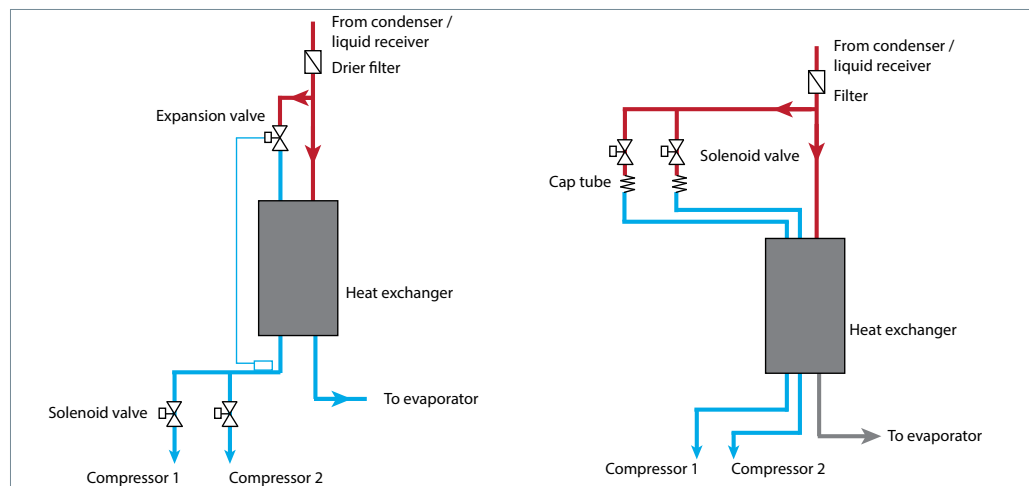 From condenser /
liquid receiver
Drier filter
Expansion valve
Heat exchanger
To evaporator
Solenoid valve
Compressor 1
Compressor 2
From condenser /
liquid receiver
Filter
Solenoid valve
Cap tube
Heat exchanger
To evaporator
Compressor 1
Compressor 2